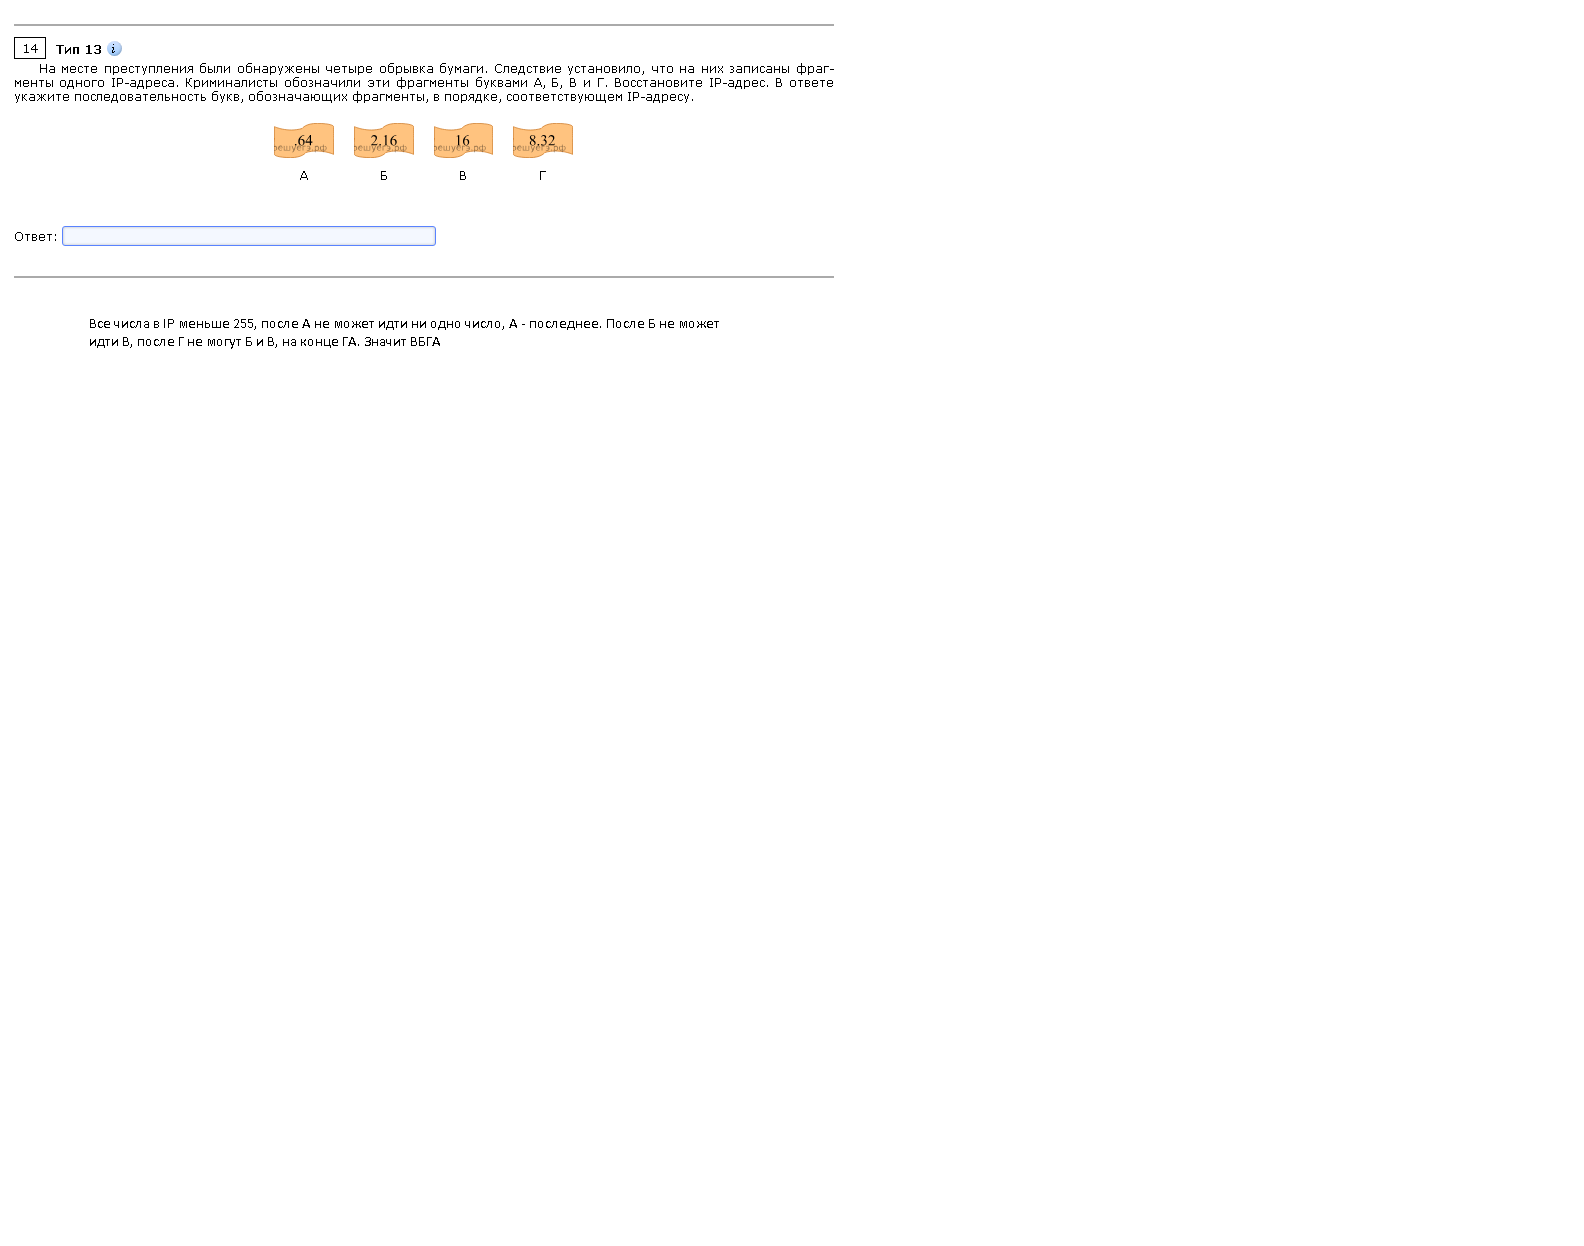 14 Тип 13 i
На месте преступления были обнаружены четыре обрывка бумаги. Следствие установило, что на них записаны фраг-
менты одного IP-адреса. Криминалисты обозначили эти фрагменты буквами А, Б, В и Г. Восстановите IP-адрес. В ответе
укажите последовательность букв, обозначающих фрагменты, в порядке, соответствующем IP-адресу.
.64 2.16 16 8.32
решуегэ.рф решуегэ.рф решуегэ.рф решуегэ.рф
А Б В Г
Ответ:
Все числа в IP меньше 255, после А не может идти ни одно число, А - последнее. После Б не может
идти В, после Г не могут Б и В, на конце ГА. Значит ВБГА